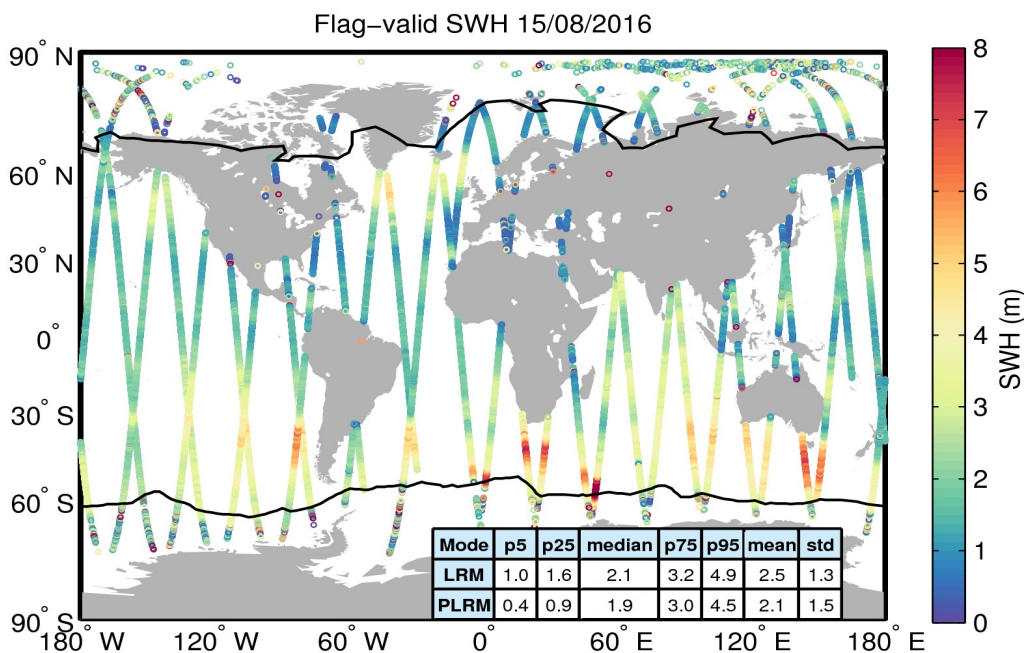 Flag−valid SWH 15/08/2016
90° N
60° N
30° N
0°
30° S
60° S
90° S
180° W
120° W
60° W
0°
60° E
120° E
180° E
8
7
6
5
4
3
2
1
0
SWH (m)
Mode p5 p25 median p75 p95 mean std
LRM 1.0 1.6 2.1 3.2 4.9 2.5 1.3
PLRM 0.4 0.9 1.9 3.0 4.5 2.1 1.5